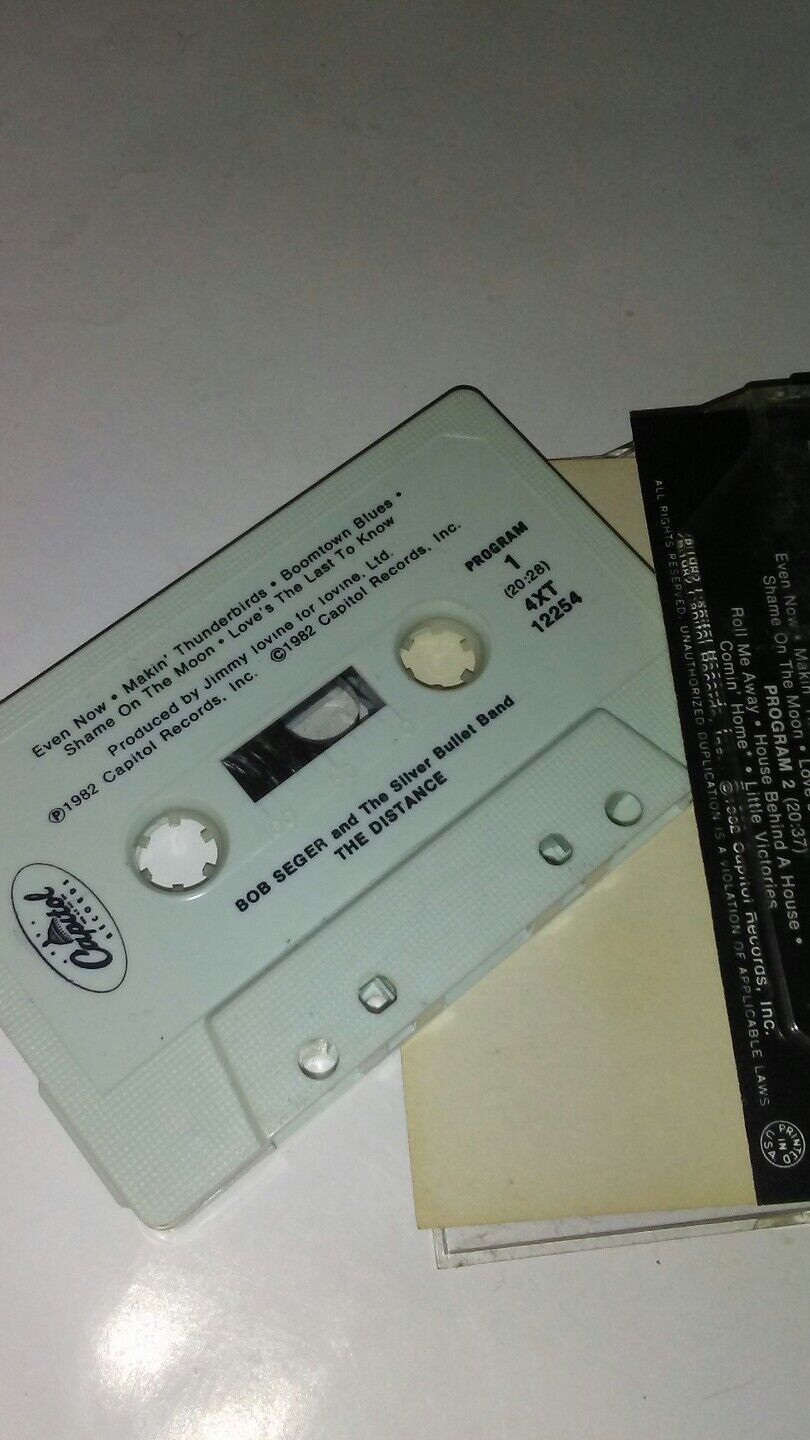 Even Now • Makin' Thunderbirds • Boomtown Blues •
Shame On The Moon • Love's The Last To Know
Produced by Jimmy Iovine for Iovine, Ltd.
℗1982 Capitol Records, Inc. ©1982 Capitol Records, Inc.
PROGRAM
1
(20:28)
4XT
12254
BOB SEGER and The Silver Bullet Band
THE DISTANCE
Capitol
RECORDS
Even Now • Makin'
Shame On The Moon • Love
PROGRAM 2 (20:37)
Roll Me Away • House Behind A House •
Comin' Home • Little Victories
©1982 Capitol Records, Inc.
ALL RIGHTS RESERVED. UNAUTHORIZED DUPLICATION IS A VIOLATION OF APPLICABLE LAWS
IN